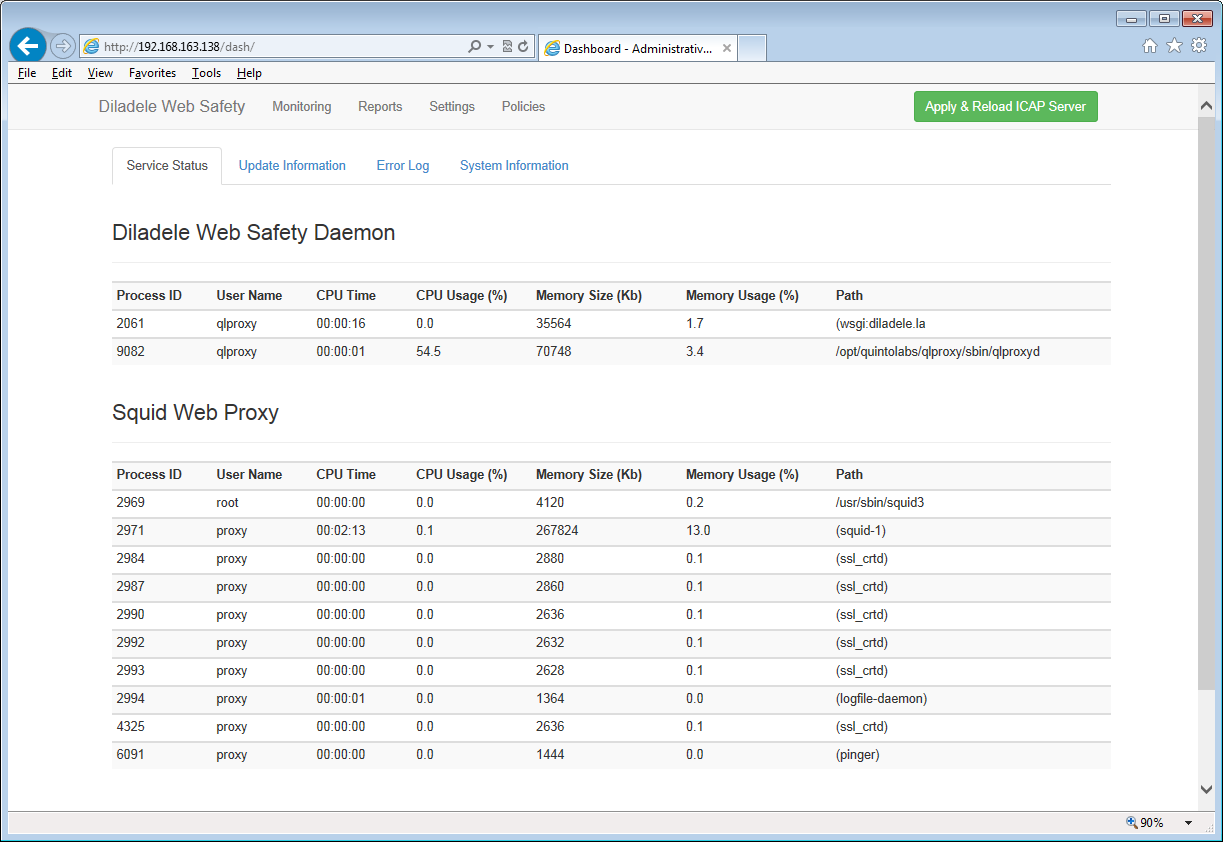 http://192.168.163.138/dash/
Dashboard - Administrativ...
File Edit View Favorites Tools Help
Diladele Web Safety Monitoring Reports Settings Policies Apply & Reload ICAP Server
Service Status Update Information Error Log System Information
Diladele Web Safety Daemon
Process ID User Name CPU Time CPU Usage (%) Memory Size (Kb) Memory Usage (%) Path
2061 qlproxy 00:00:16 0.0 35564 1.7 (wsgi:diladele.la
9082 qlproxy 00:00:01 54.5 70748 3.4 /opt/quintolabs/qlproxy/sbin/qlproxyd
Squid Web Proxy
Process ID User Name CPU Time CPU Usage (%) Memory Size (Kb) Memory Usage (%) Path
2969 root 00:00:00 0.0 4120 0.2 /usr/sbin/squid3
2971 proxy 00:02:13 0.1 267824 13.0 (squid-1)
2984 proxy 00:00:00 0.0 2880 0.1 (ssl_crtd)
2987 proxy 00:00:00 0.0 2860 0.1 (ssl_crtd)
2990 proxy 00:00:00 0.0 2636 0.1 (ssl_crtd)
2992 proxy 00:00:00 0.0 2632 0.1 (ssl_crtd)
2993 proxy 00:00:00 0.0 2628 0.1 (ssl_crtd)
2994 proxy 00:00:01 0.0 1364 0.0 (logfile-daemon)
4325 proxy 00:00:00 0.0 2636 0.1 (ssl_crtd)
6091 proxy 00:00:00 0.0 1444 0.0 (pinger)
90%